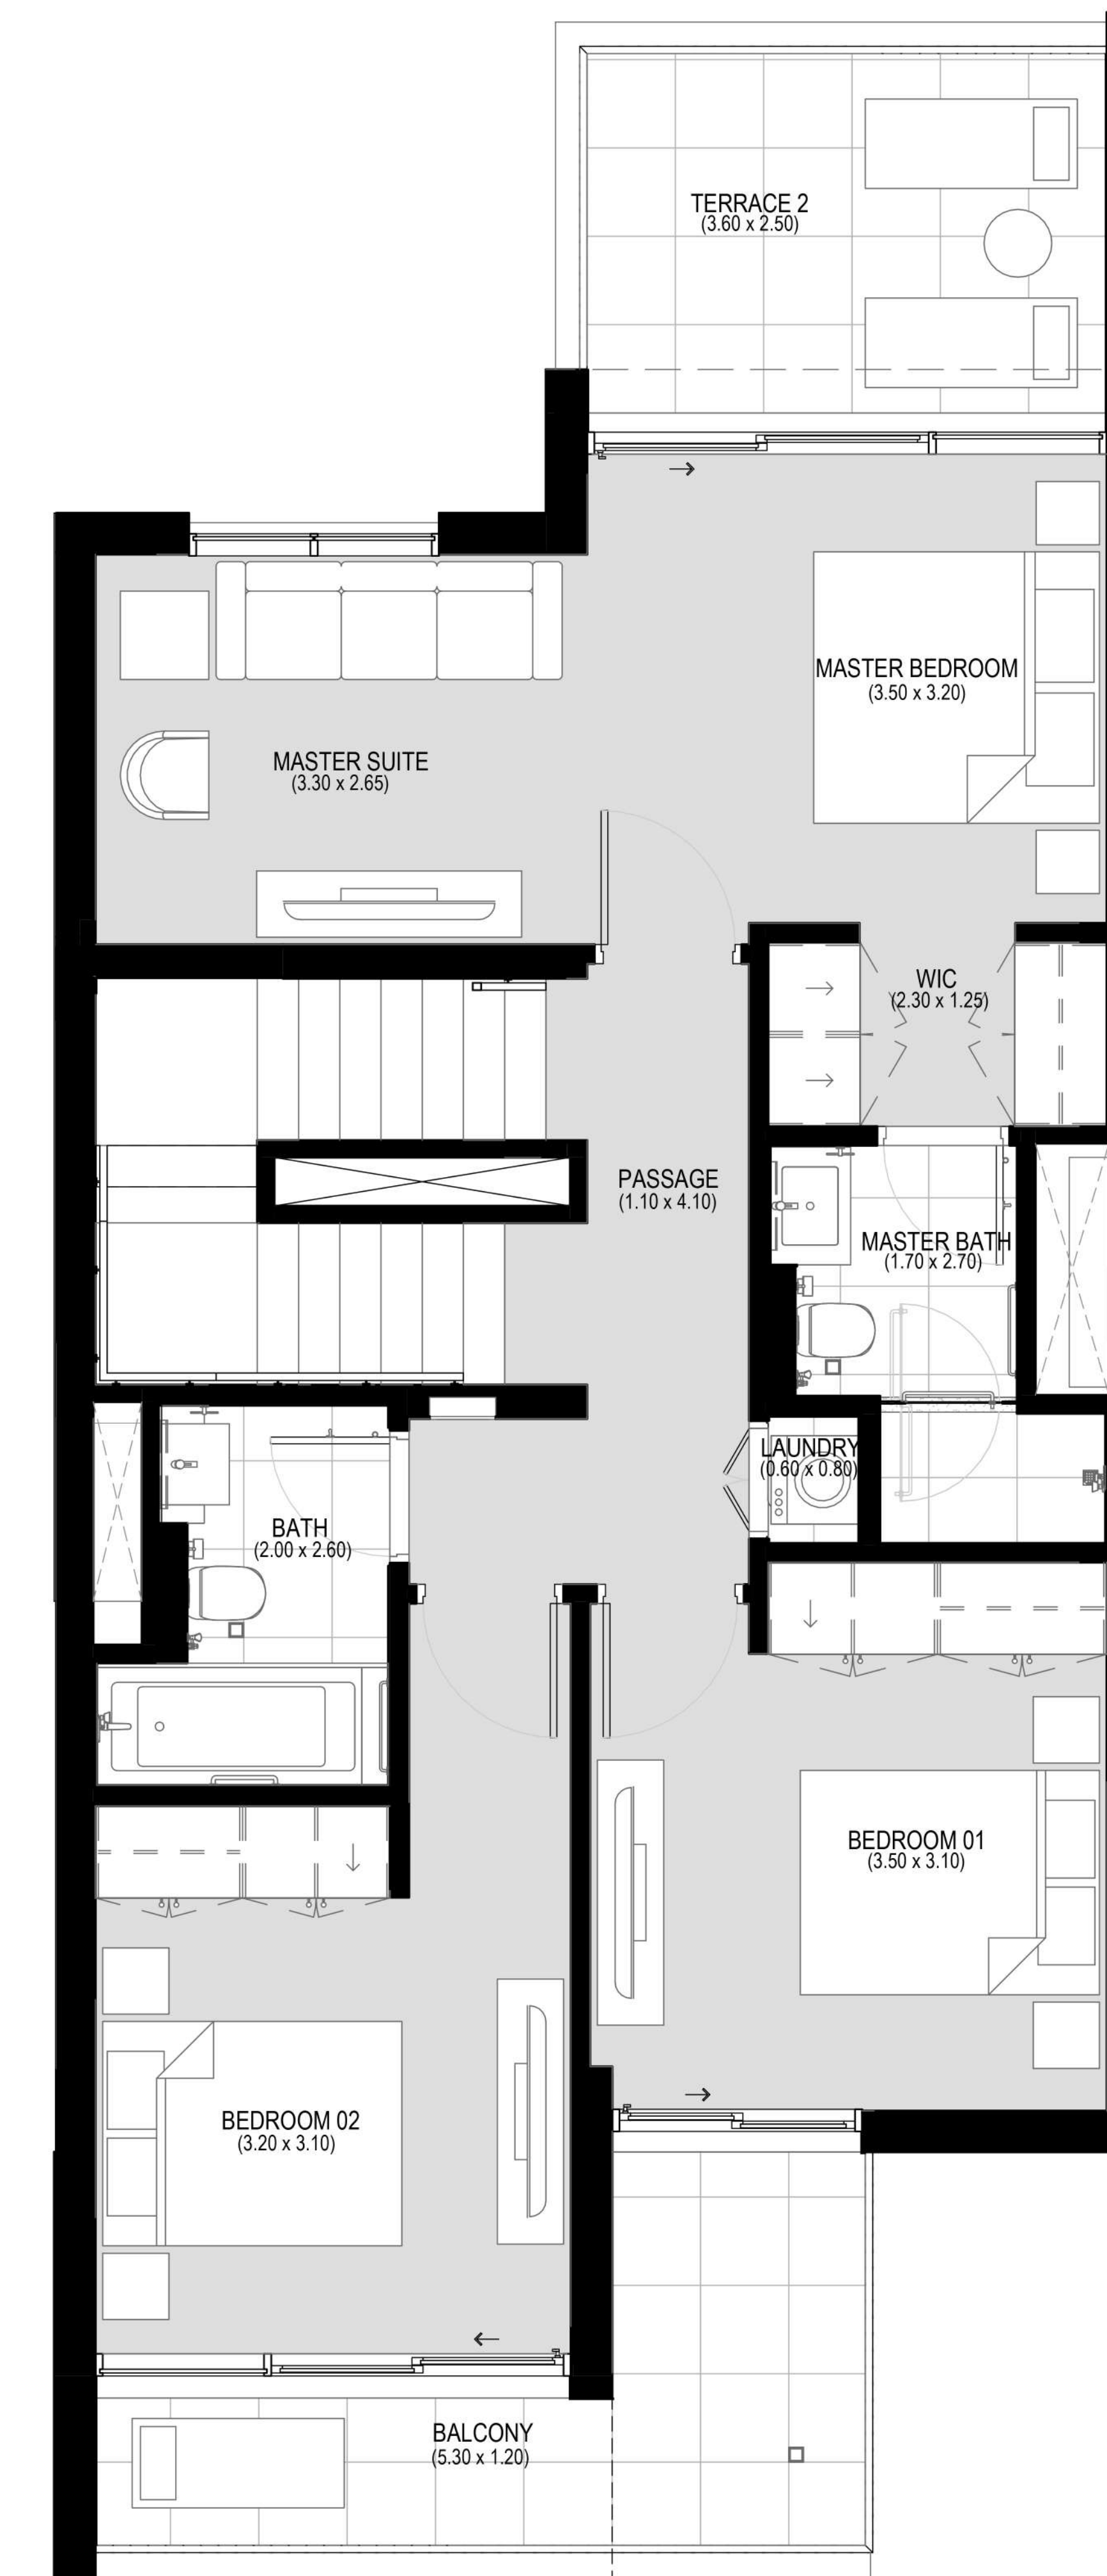 TERRACE 2
(3.60 x 2.50)
MASTER BEDROOM
(3.50 x 3.20)
MASTER SUITE
(3.30 x 2.65)
WIC
(2.30 x 1.25)
PASSAGE
(1.10 x 4.10)
MASTER BATH
(1.70 x 2.70)
LAUNDRY
(0.60 x 0.80)
BATH
(2.00 x 2.60)
BEDROOM 01
(3.50 x 3.10)
BEDROOM 02
(3.20 x 3.10)
BALCONY
(5.30 x 1.20)